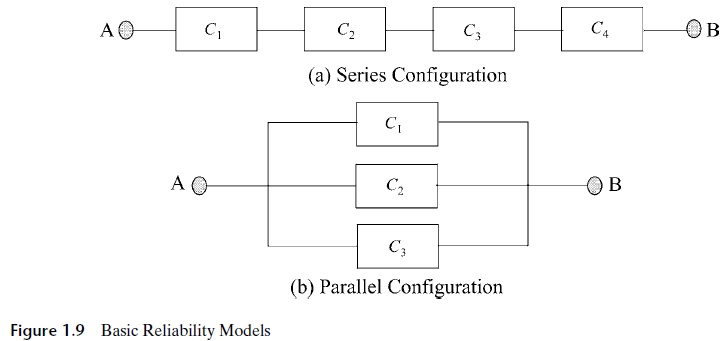 A C₁ C₂ C₃ C₄ B
(a) Series Configuration
C₁
A C₂ B
C₃
(b) Parallel Configuration
Figure 1.9 Basic Reliability Models